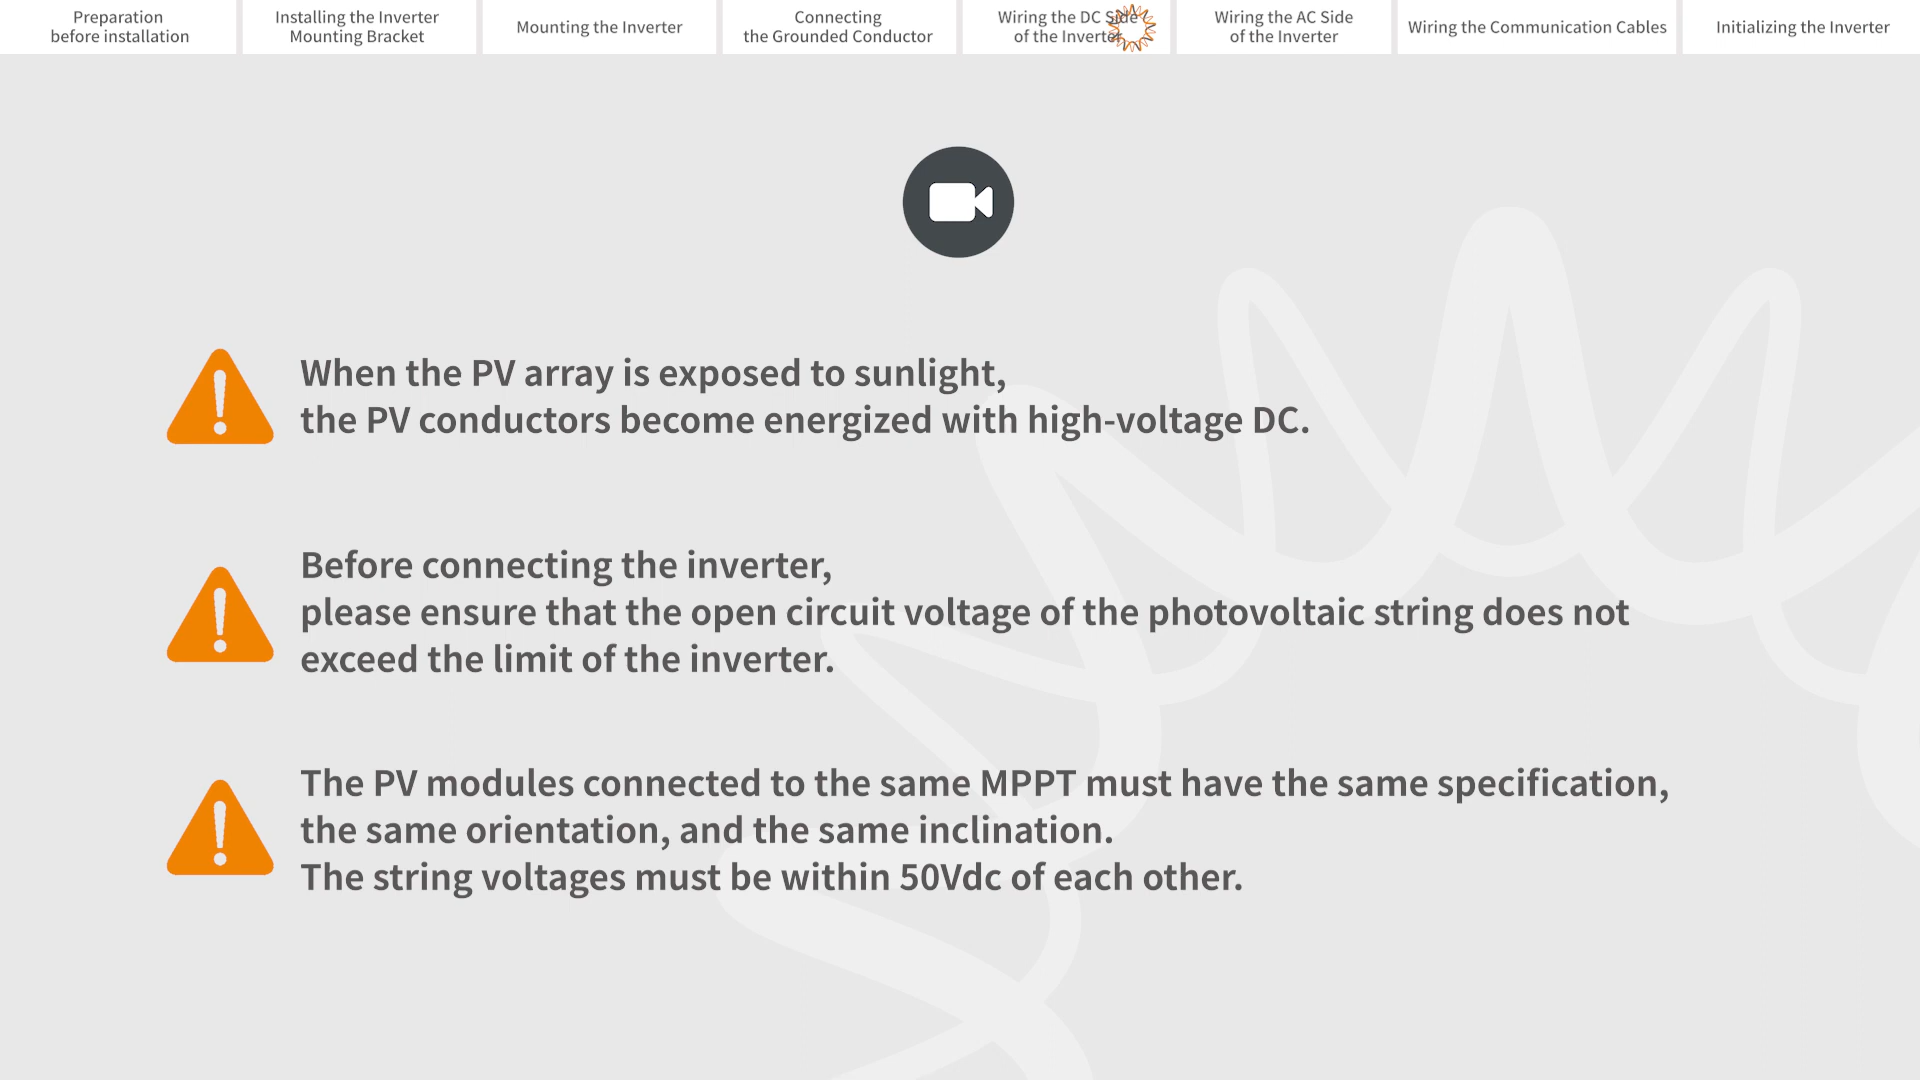 Preparation
before installation
Installing the Inverter
Mounting Bracket
Mounting the Inverter
Connecting
the Grounded Conductor
Wiring the DC Side
of the Inverter
Wiring the AC Side
of the Inverter
Wiring the Communication Cables
Initializing the Inverter
When the PV array is exposed to sunlight,
the PV conductors become energized with high-voltage DC.
Before connecting the inverter,
please ensure that the open circuit voltage of the photovoltaic string does not
exceed the limit of the inverter.
The PV modules connected to the same MPPT must have the same specification,
the same orientation, and the same inclination.
The string voltages must be within 50Vdc of each other.